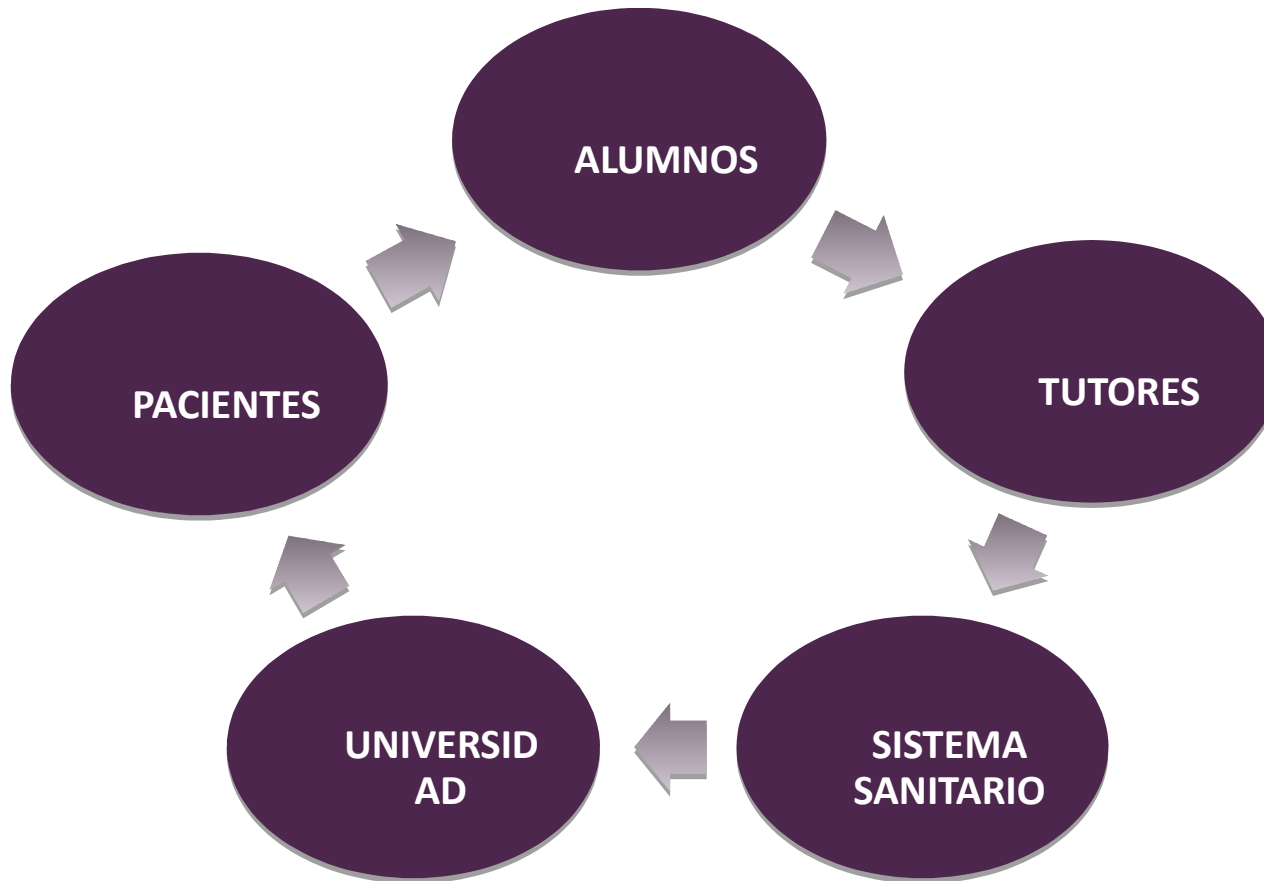 ALUMNOS
TUTORES
SISTEMA
SANITARIO
UNIVERSID
AD
PACIENTES